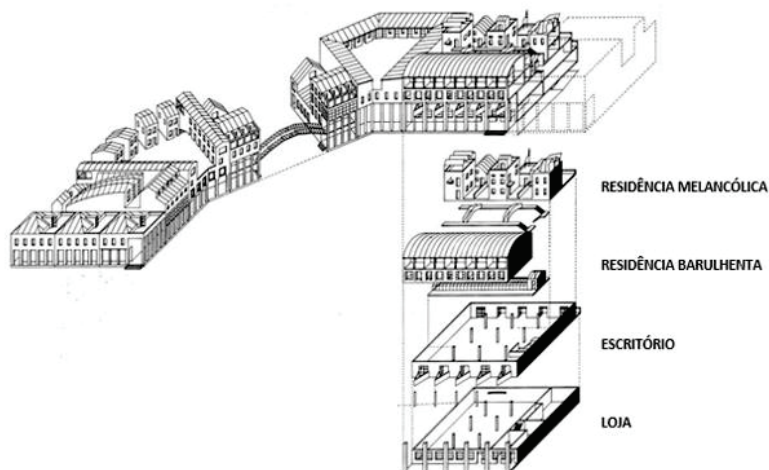 RESIDÊNCIA MELANCÓLICA
RESIDÊNCIA BARULHENTA
ESCRITÓRIO
LOJA